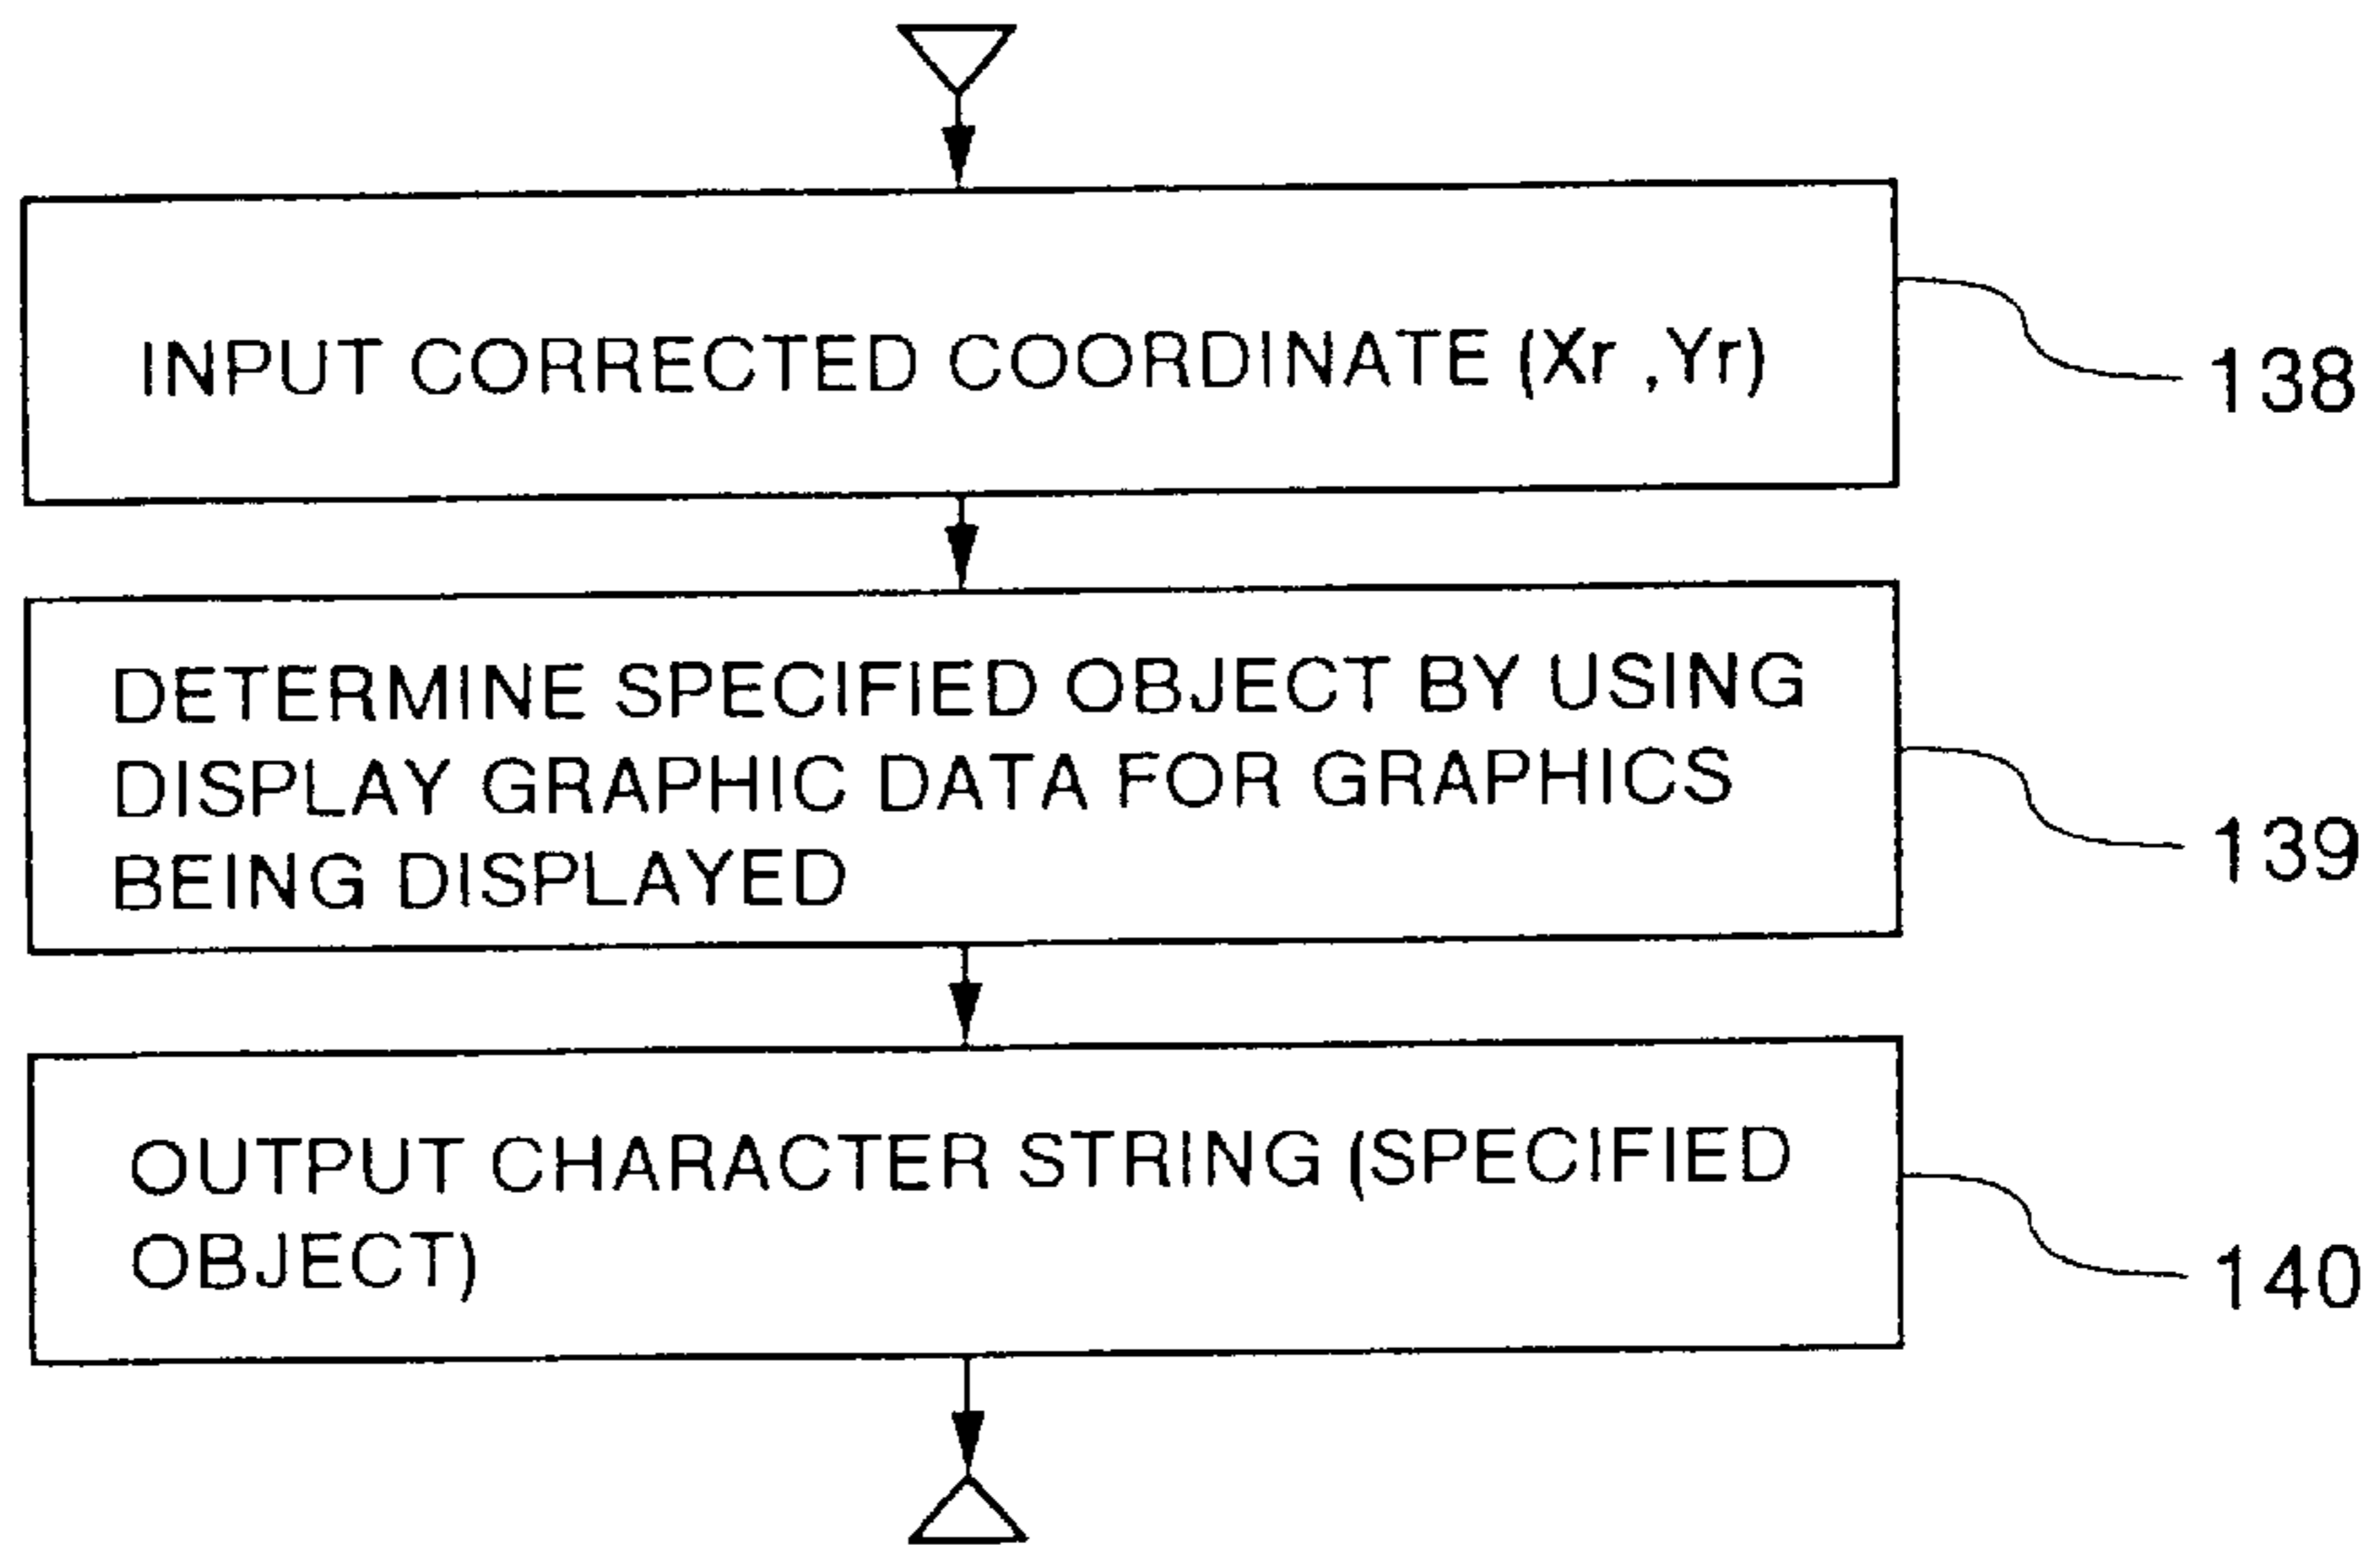 INPUT CORRECTED COORDINATE (Xr ,Yr)
138
DETERMINE SPECIFIED OBJECT BY USING
DISPLAY GRAPHIC DATA FOR GRAPHICS
BEING DISPLAYED
139
OUTPUT CHARACTER STRING (SPECIFIED
OBJECT)
140